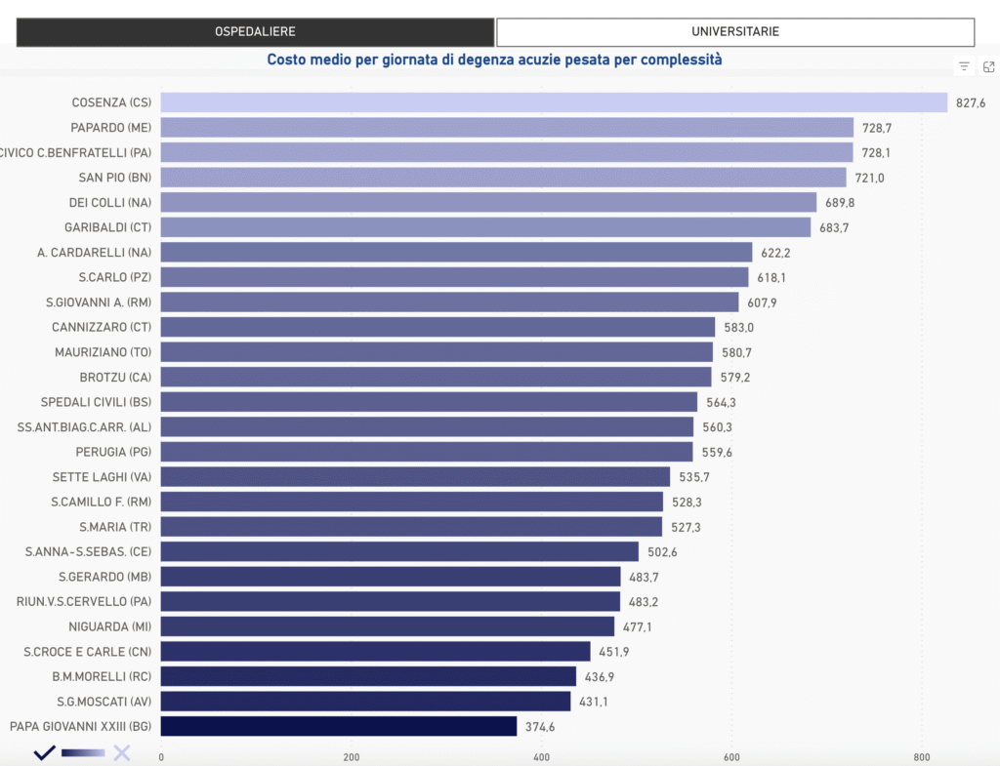 OSPEDALIERE UNIVERSITARIE
Costo medio per giornata di degenza acuzie pesata per complessità
COSENZA (CS) 827,6
PAPARDO (ME) 728,7
CIVICO C.BENFRATELLI (PA) 728,1
SAN PIO (BN) 721,0
DEI COLLI (NA) 689,8
GARIBALDI (CT) 683,7
A. CARDARELLI (NA) 622,2
S.CARLO (PZ) 618,1
S.GIOVANNI A. (RM) 607,9
CANNIZZARO (CT) 583,0
MAURIZIANO (TO) 580,7
BROTZU (CA) 579,2
SPEDALI CIVILI (BS) 564,3
SS.ANT.BIAG.C.ARR. (AL) 560,3
PERUGIA (PG) 559,6
SETTE LAGHI (VA) 535,7
S.CAMILLO F. (RM) 528,3
S.MARIA (TR) 527,3
S.ANNA-S.SEBAS. (CE) 502,6
S.GERARDO (MB) 483,7
RIUN.V.S.CERVELLO (PA) 483,2
NIGUARDA (MI) 477,1
S.CROCE E CARLE (CN) 451,9
B.M.MORELLI (RC) 436,9
S.G.MOSCATI (AV) 431,1
PAPA GIOVANNI XXIII (BG) 374,6
0 200 400 600 800